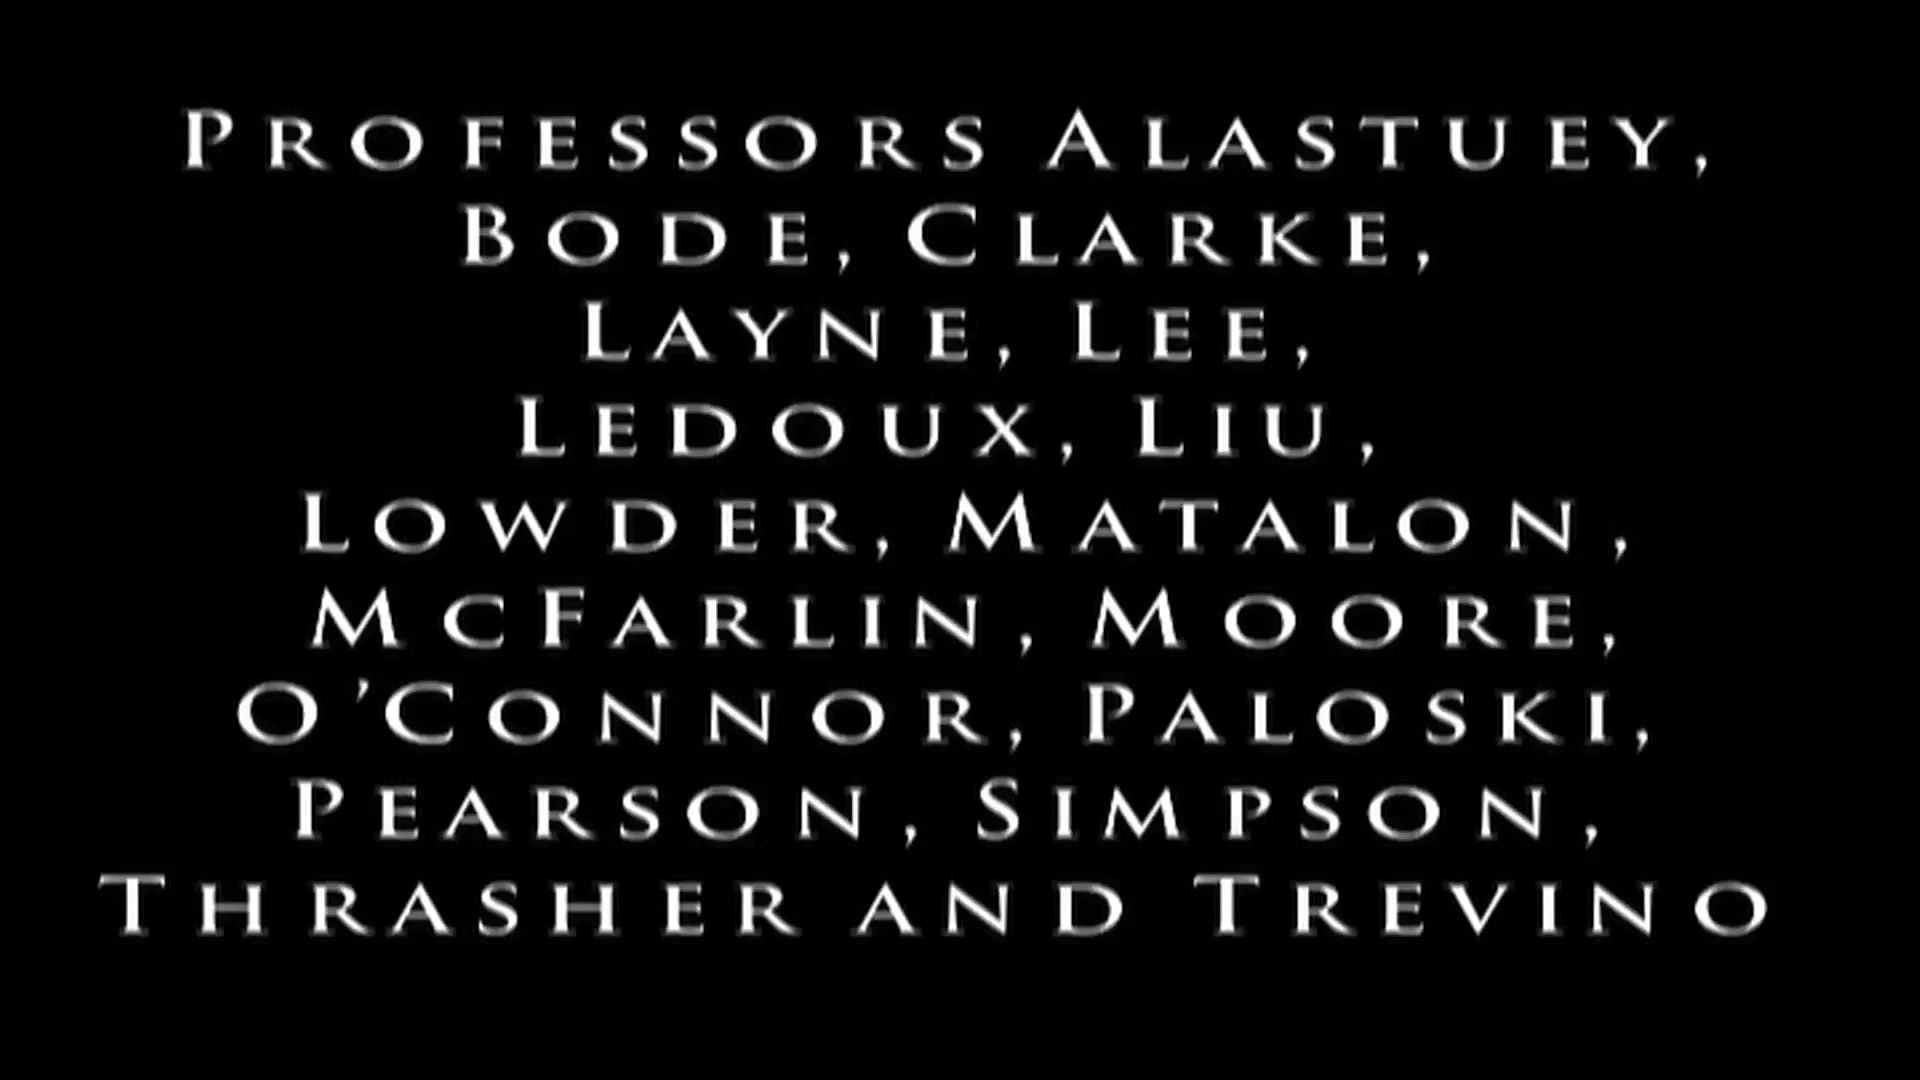 Professors Alastuey,
Bode, Clarke,
Layne, Lee,
Ledoux, Liu,
Lowder, Matalon,
McFarlin, Moore,
O'Connor, Paloski,
Pearson, Simpson,
Thrasher and Trevino